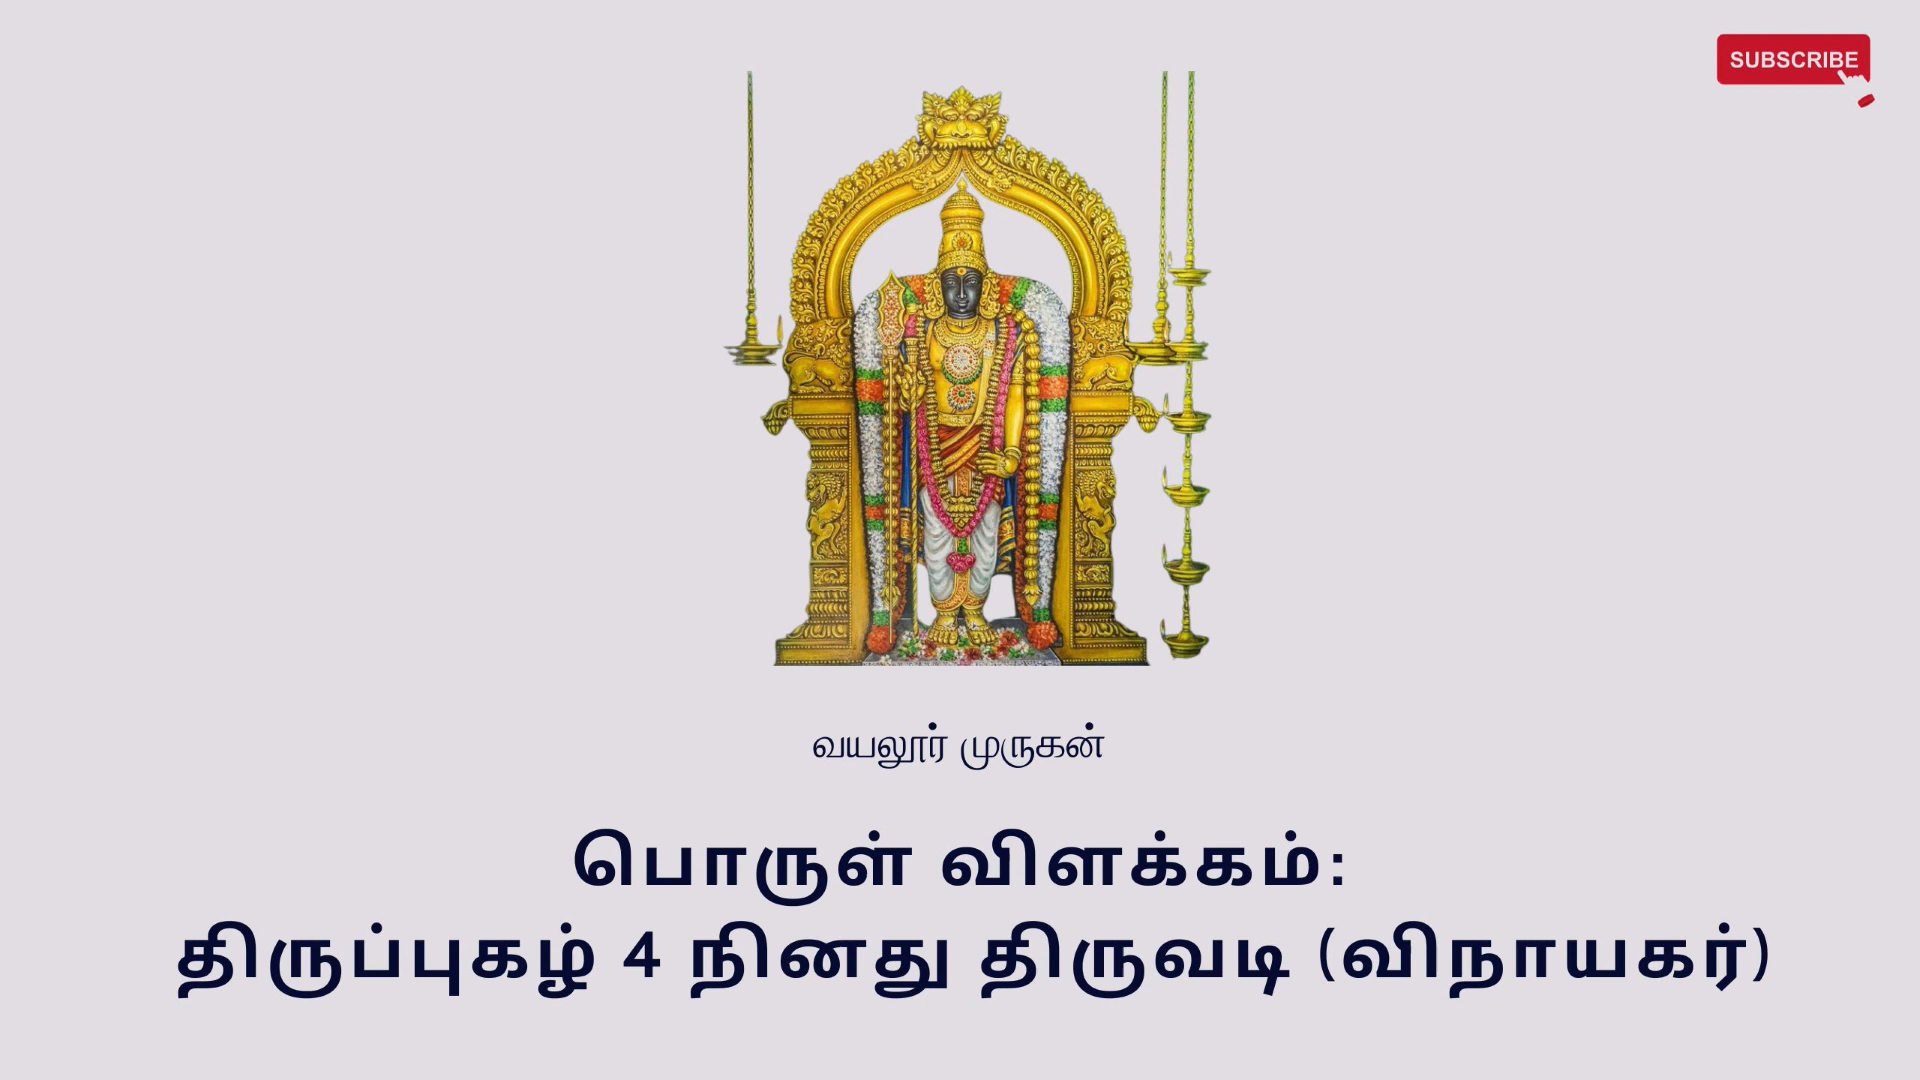 SUBSCRIBE
வயலூர் முருகன்
பொருள் விளக்கம்:
திருப்புகழ் 4 நினது திருவடி (விநாயகர்)